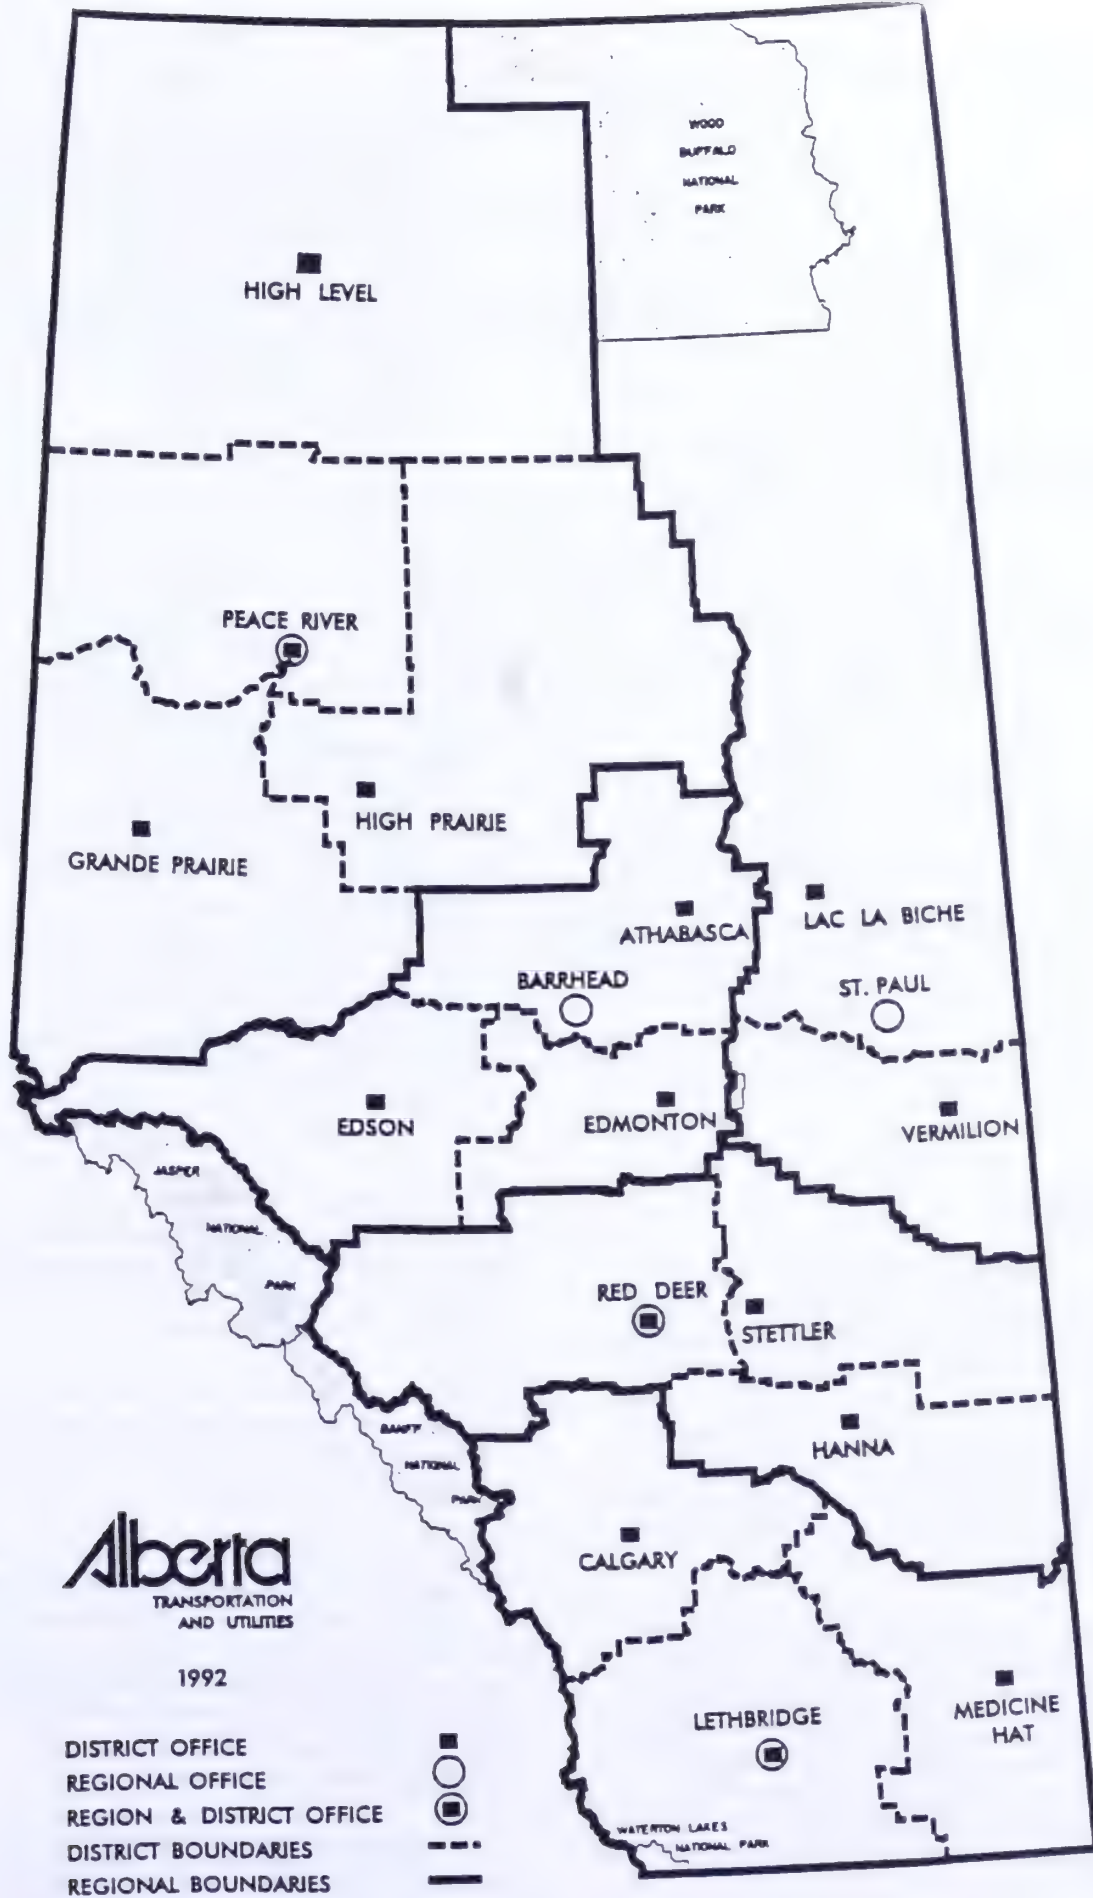 WOOD
BUFFALO
NATIONAL
PARK
HIGH LEVEL
PEACE RIVER
HIGH PRAIRIE
GRANDE PRAIRIE
ATHABASCA
LAC LA BICHE
BARRHEAD
ST. PAUL
EDSON
EDMONTON
VERMILION
JASPER
NATIONAL
PARK
RED DEER
STETTLER
BANFF
NATIONAL
PARK
HANNA
CALGARY
Alberta
TRANSPORTATION
AND UTILITIES
1992
LETHBRIDGE
MEDICINE
HAT
WATERTON LAKES
NATIONAL PARK
DISTRICT OFFICE
REGIONAL OFFICE
REGION & DISTRICT OFFICE
DISTRICT BOUNDARIES
REGIONAL BOUNDARIES